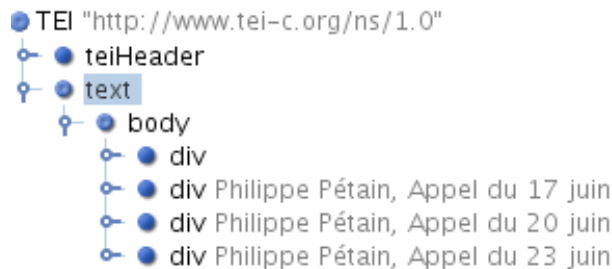 TEI "http://www.tei-c.org/ns/1.0"
teiHeader
text
body
div
div Philippe Pétain, Appel du 17 juin
div Philippe Pétain, Appel du 20 juin
div Philippe Pétain, Appel du 23 juin